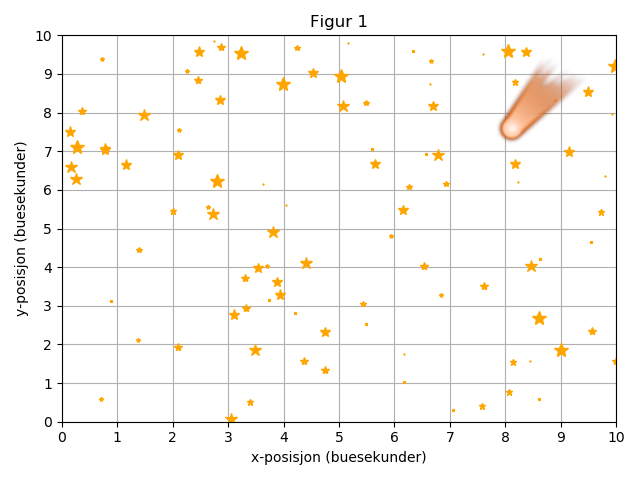 Figur 1
10
9
8
7
6
5
4
3
2
1
0
y-posisjon (buesekunder)
0 1 2 3 4 5 6 7 8 9 10
x-posisjon (buesekunder)